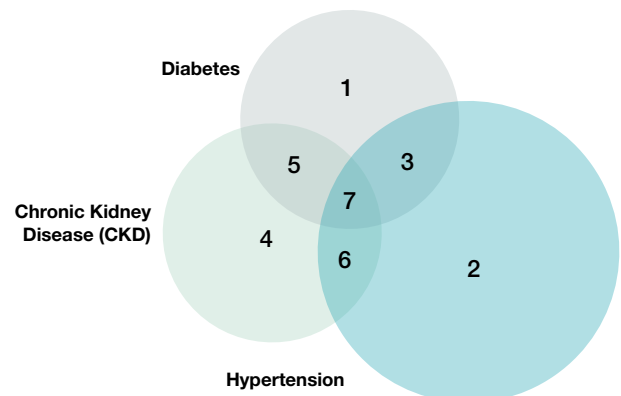 Diabetes
1
5
3
7
Chronic Kidney
Disease (CKD)
4
6
2
Hypertension